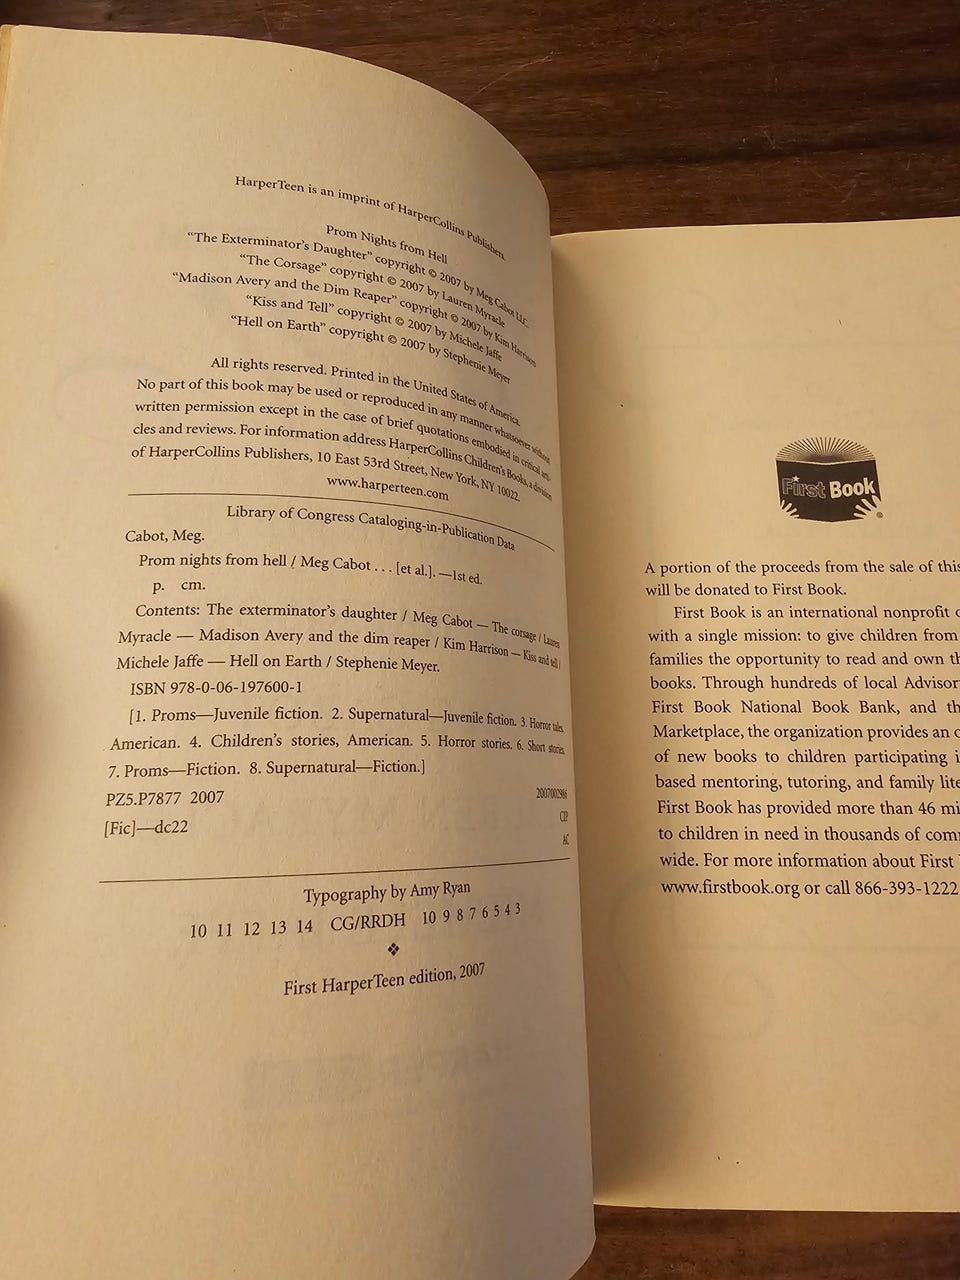 HarperTeen is an imprint of HarperCollins Publishers.
Prom Nights from Hell
“The Exterminator’s Daughter” copyright © 2007 by Meg Cabot LLC.
“The Corsage” copyright © 2007 by Lauren Myracle
“Madison Avery and the Dim Reaper” copyright © 2007 by Kim Harrison
“Kiss and Tell” copyright © 2007 by Michele Jaffe
“Hell on Earth” copyright © 2007 by Stephenie Meyer
All rights reserved. Printed in the United States of America.
No part of this book may be used or reproduced in any manner whatsoever without
written permission except in the case of brief quotations embodied in critical arti-
cles and reviews. For information address HarperCollins Children’s Books, a division
of HarperCollins Publishers, 10 East 53rd Street, New York, NY 10022.
www.harperteen.com
Library of Congress Cataloging-in-Publication Data
Cabot, Meg.
Prom nights from hell / Meg Cabot . . . [et al.]. —1st ed.
p. cm.
Contents: The exterminator’s daughter / Meg Cabot — The corsage / Lauren
Myracle — Madison Avery and the dim reaper / Kim Harrison — Kiss and tell /
Michele Jaffe — Hell on Earth / Stephenie Meyer.
ISBN 978-0-06-197600-1
[1. Proms—Juvenile fiction. 2. Supernatural—Juvenile fiction. 3. Horror tales,
American. 4. Children’s stories, American. 5. Horror stories. 6. Short stories.
7. Proms—Fiction. 8. Supernatural—Fiction.]
PZ5.P7877 2007 2007002986
[Fic]—dc22 CIP
AC
Typography by Amy Ryan
10 11 12 13 14 CG/RRDH 10 9 8 7 6 5 4 3
❖
First HarperTeen edition, 2007
First Book ®
A portion of the proceeds from the sale of this
will be donated to First Book.
First Book is an international nonprofit
with a single mission: to give children from
families the opportunity to read and own th
books. Through hundreds of local Advisor
First Book National Book Bank, and th
Marketplace, the organization provides an
of new books to children participating i
based mentoring, tutoring, and family lite
First Book has provided more than 46 mi
to children in need in thousands of com
wide. For more information about First
www.firstbook.org or call 866-393-1222